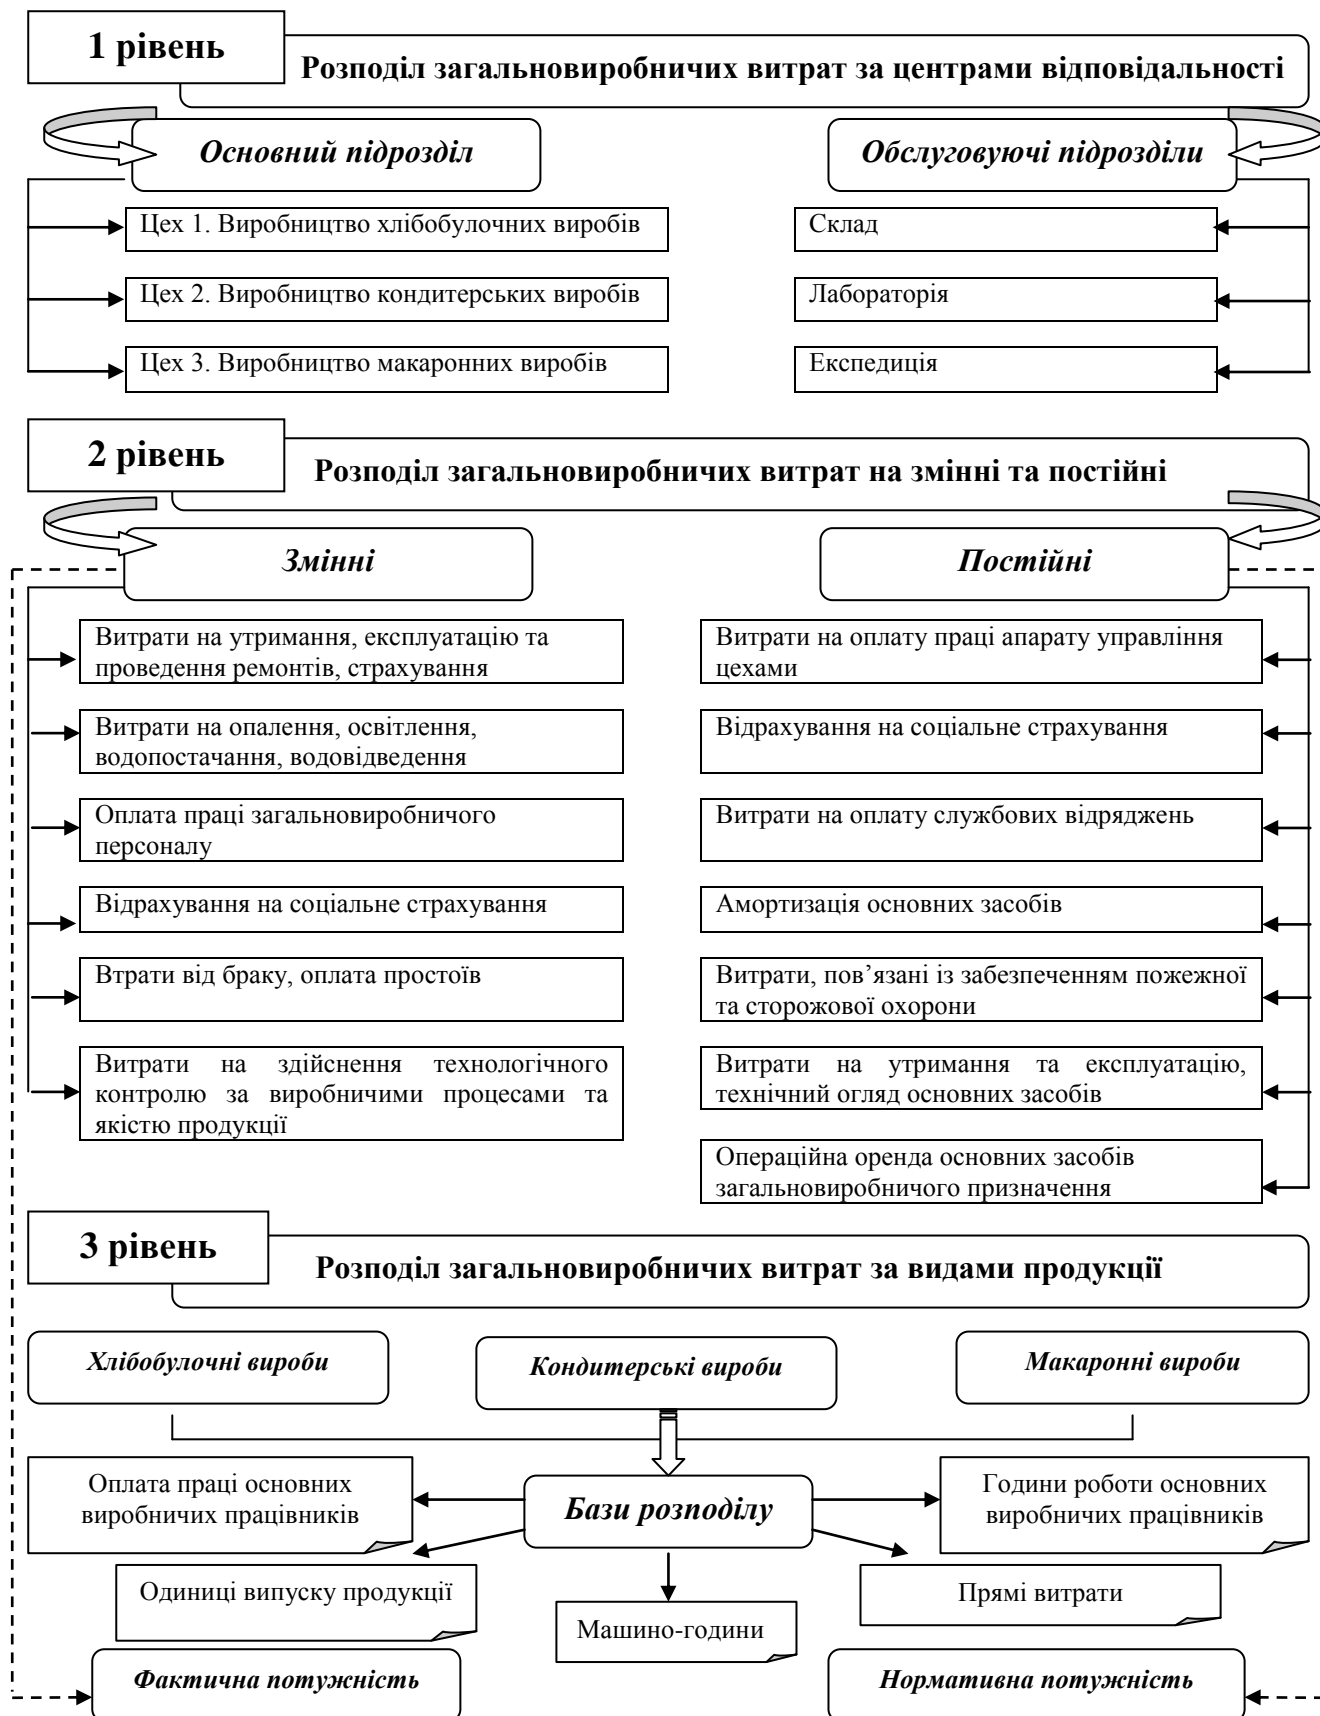 1 рівень
Розподіл загальновиробничих витрат за центрами відповідальності
Основний підрозділ
Обслуговуючі підрозділи
Цех 1. Виробництво хлібобулочних виробів
Склад
Цех 2. Виробництво кондитерських виробів
Лабораторія
Цех 3. Виробництво макаронних виробів
Експедиція
2 рівень
Розподіл загальновиробничих витрат на змінні та постійні
Змінні
Постійні
Витрати на утримання, експлуатацію та
проведення ремонтів, страхування
Витрати на оплату праці апарату управління
цехами
Витрати на опалення, освітлення,
водопостачання, водовідведення
Відрахування на соціальне страхування
Оплата праці загальновиробничого
персоналу
Витрати на оплату службових відряджень
Відрахування на соціальне страхування
Амортизація основних засобів
Втрати від браку, оплата простоїв
Витрати, пов’язані із забезпеченням пожежної
та сторожової охорони
Витрати на здійснення технологічного
контролю за виробничими процесами та
якістю продукції
Витрати на утримання та експлуатацію,
технічний огляд основних засобів
Операційна оренда основних засобів
загальновиробничого призначення
3 рівень
Розподіл загальновиробничих витрат за видами продукції
Хлібобулочні вироби
Кондитерські вироби
Макаронні вироби
Оплата праці основних
виробничих працівників
Бази розподілу
Години роботи основних
виробничих працівників
Одиниці випуску продукції
Машино-години
Прямі витрати
Фактична потужність
Нормативна потужність